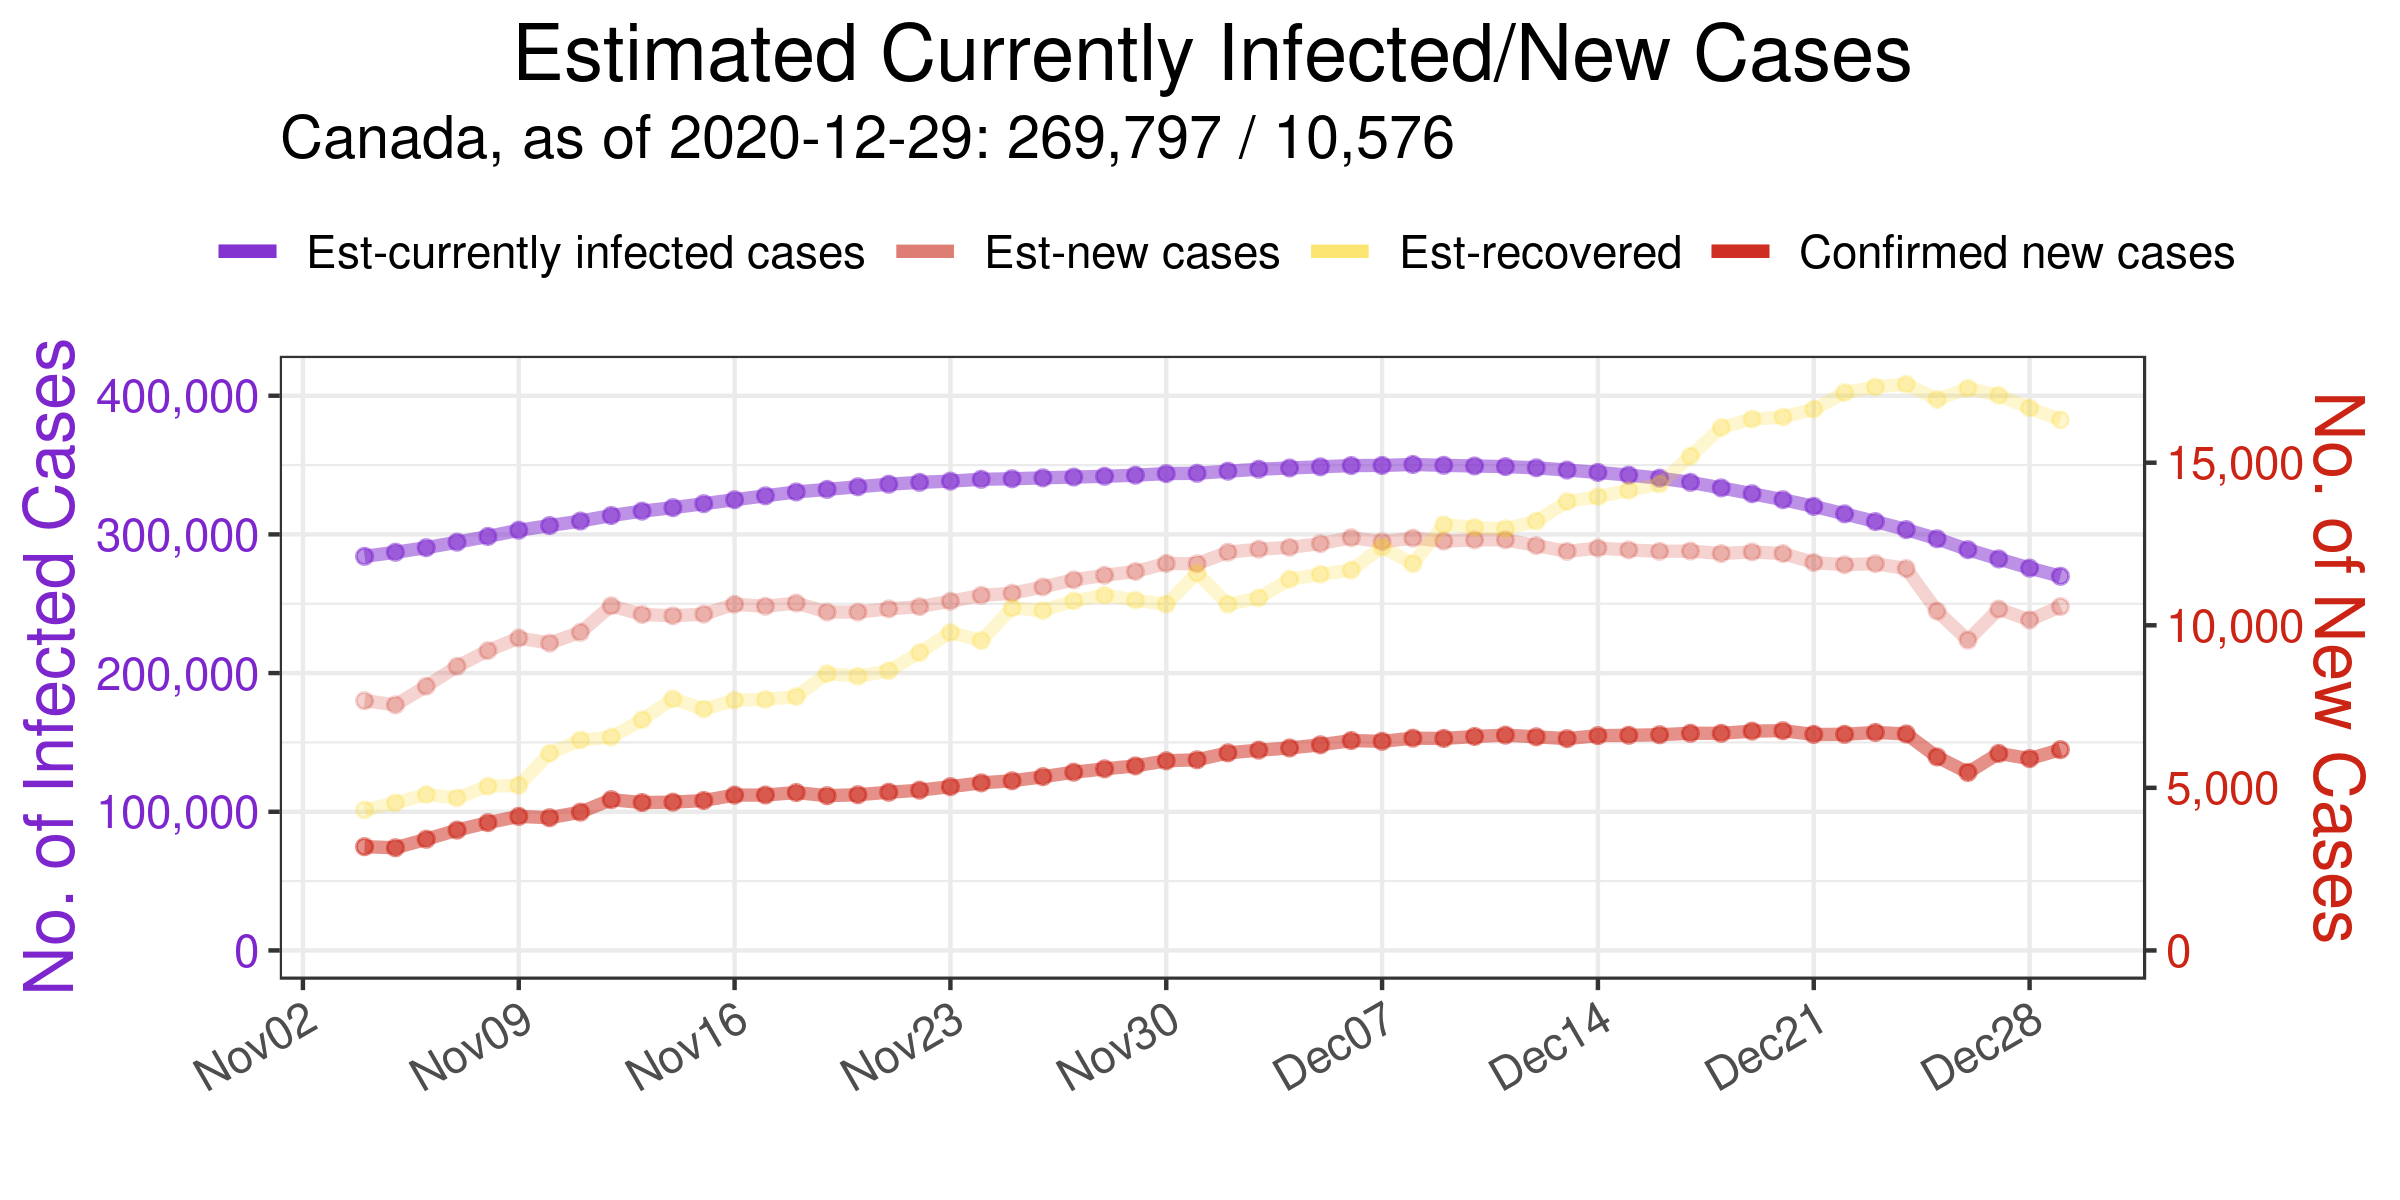 Estimated Currently Infected/New Cases
Canada, as of 2020-12-29: 269,797 / 10,576
Est-currently infected cases Est-new cases Est-recovered Confirmed new cases
No. of Infected Cases
400,000
300,000
200,000
100,000
0
15,000
10,000
5,000
0
No. of New Cases
Nov02 Nov09 Nov16 Nov23 Nov30 Dec07 Dec14 Dec21 Dec28